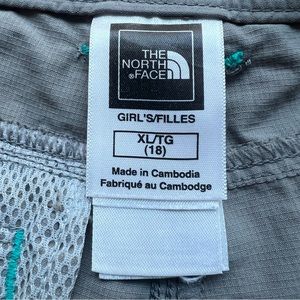 THE
NORTH
FACE
GIRL'S/FILLES
XL/TG
(18)
Made in Cambodia
Fabriqué au Cambodge